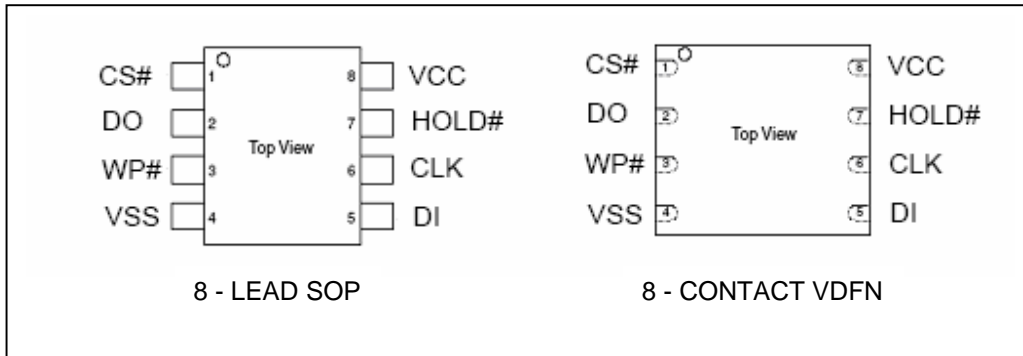 CS# 1 8 VCC
DO 2 7 HOLD#
Top View
WP# 3 6 CLK
VSS 4 5 DI
8 - LEAD SOP
CS# 1 8 VCC
DO 2 7 HOLD#
Top View
WP# 3 6 CLK
VSS 4 5 DI
8 - CONTACT VDFN